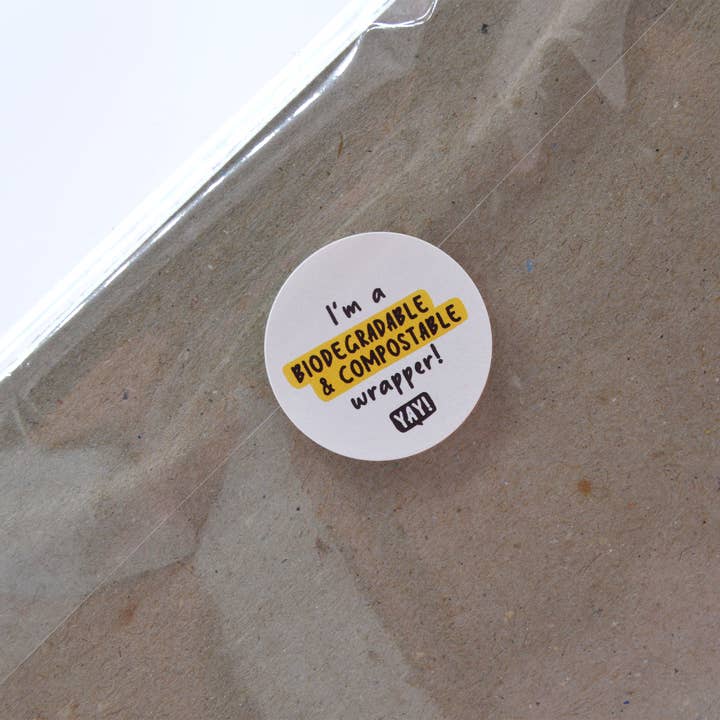 I'm a
BIODEGRADABLE
& COMPOSTABLE
wrapper!
YAY!